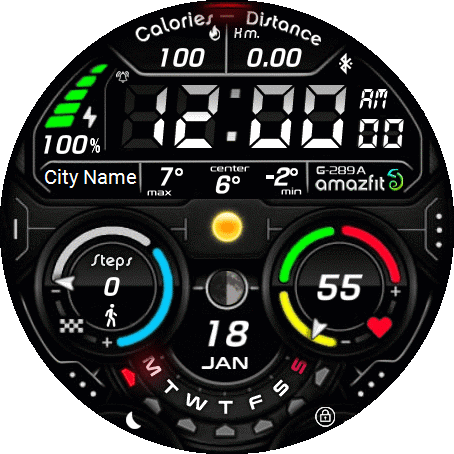 Calories – Distance
Km.
100 0.00
12:00 AM
00
100%
City Name
7° max
center 6°
-2° min
G-289A
amazfit
Steps
0
+
55
+
–
18
JAN
M T W T F S S